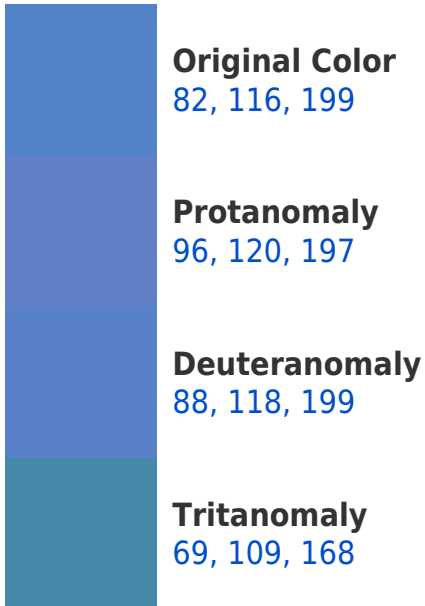 Original Color
82, 116, 199
Protanomaly
96, 120, 197
Deuteranomaly
88, 118, 199
Tritanomaly
69, 109, 168